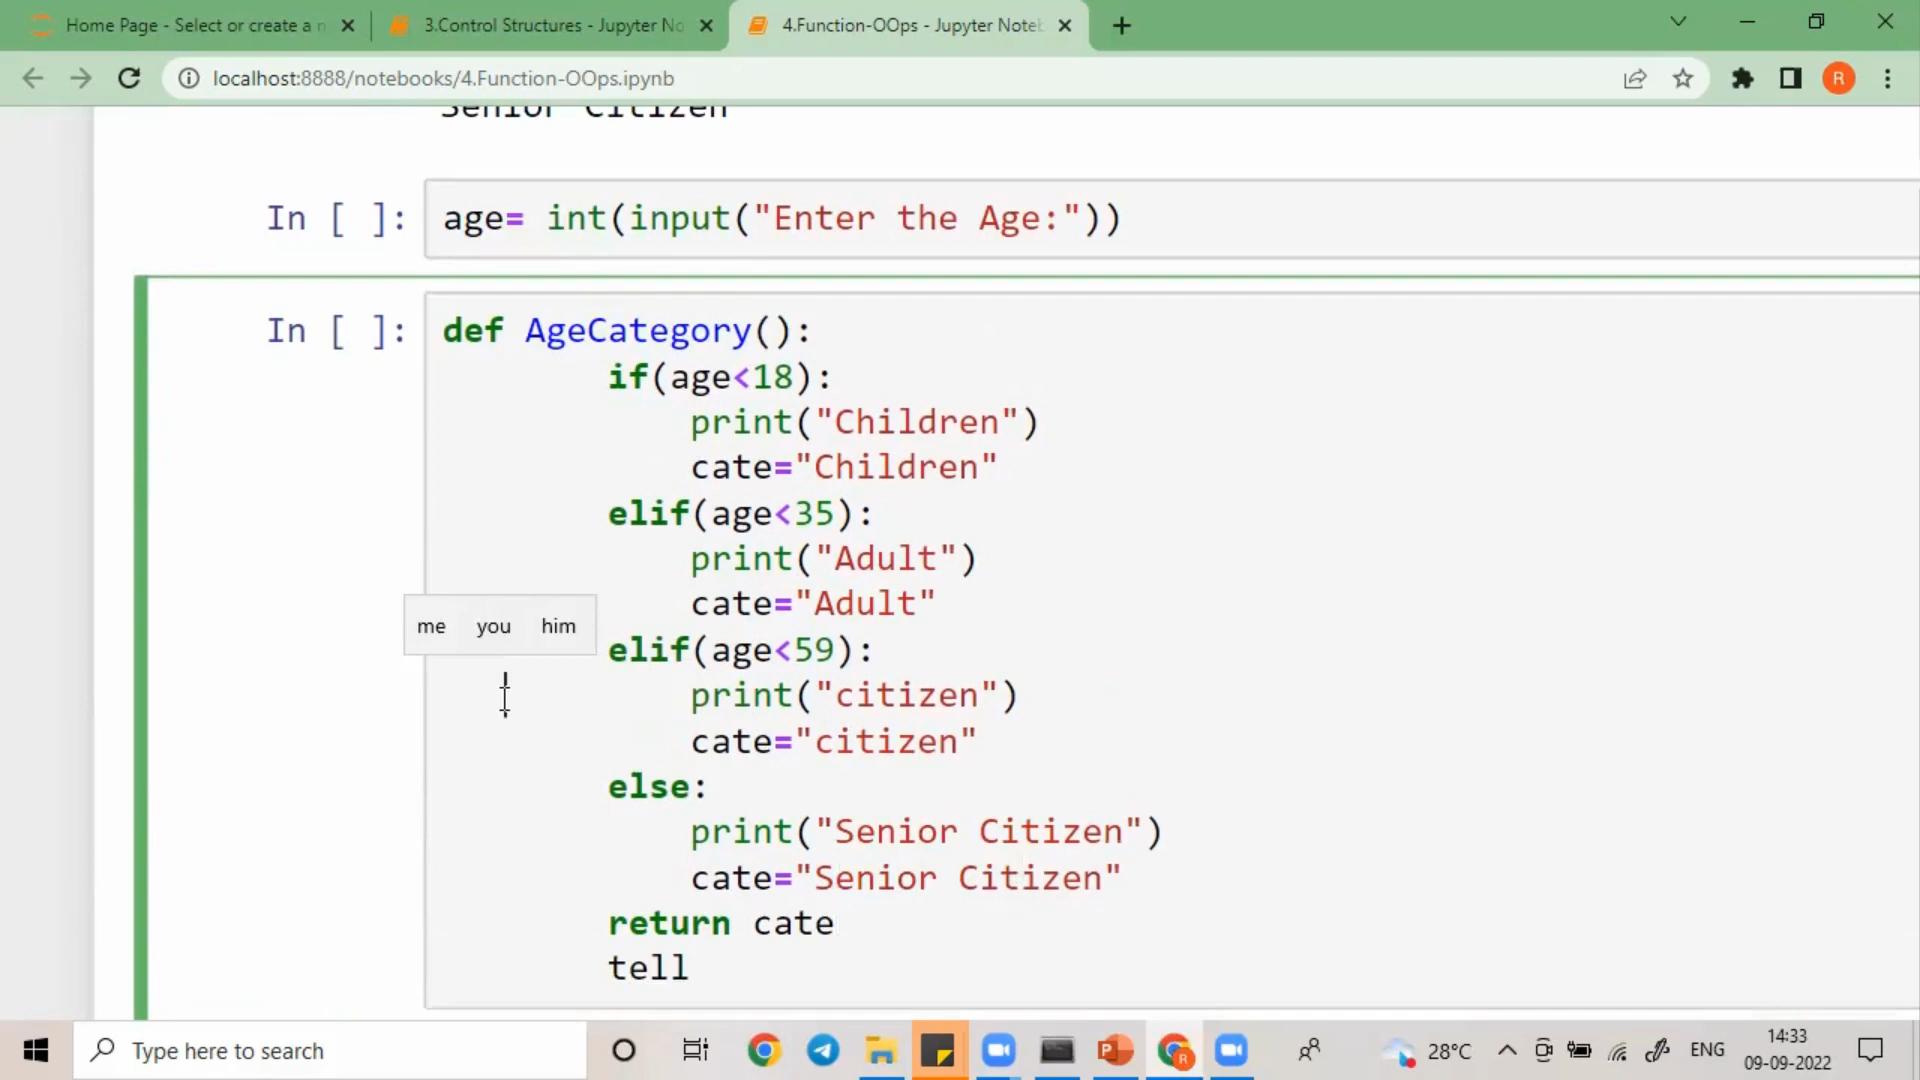 Home Page - Select or create a n
3.Control Structures - Jupyter No
4.Function-OOps - Jupyter Noteb
localhost:8888/notebooks/4.Function-OOps.ipynb
R
Senior Citizen
In [ ]: age= int(input("Enter the Age:"))
In [ ]: def AgeCategory():
if(age<18):
print("Children")
cate="Children"
elif(age<35):
print("Adult")
cate="Adult"
me you him
elif(age<59):
print("citizen")
cate="citizen"
else:
print("Senior Citizen")
cate="Senior Citizen"
return cate
tell
Type here to search
28°C
ENG
14:33
09-09-2022